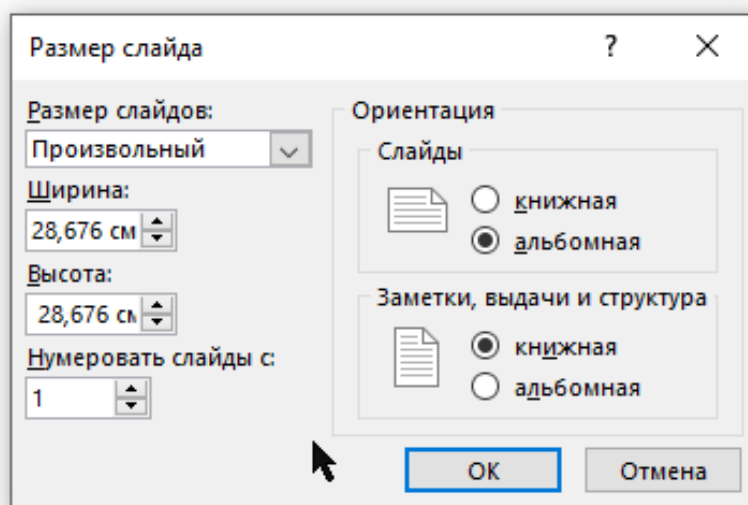 Размер слайда
?
Размер слайдов:
Произвольный
Ширина:
28,676 см
Высота:
28,676 см
Нумеровать слайды с:
1
Ориентация
Слайды
книжная
альбомная
Заметки, выдачи и структура
книжная
альбомная
ОК
Отмена